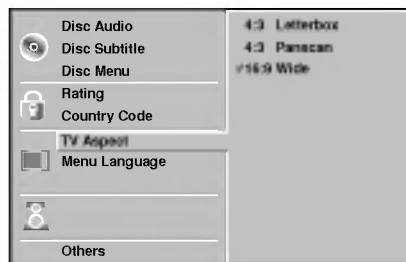 Disc Audio
Disc Subtitle
Disc Menu
Rating
Country Code
TV Aspect
Menu Language
Others
4:3 Letterbox
4:3 Panscan
✓16:9 Wide